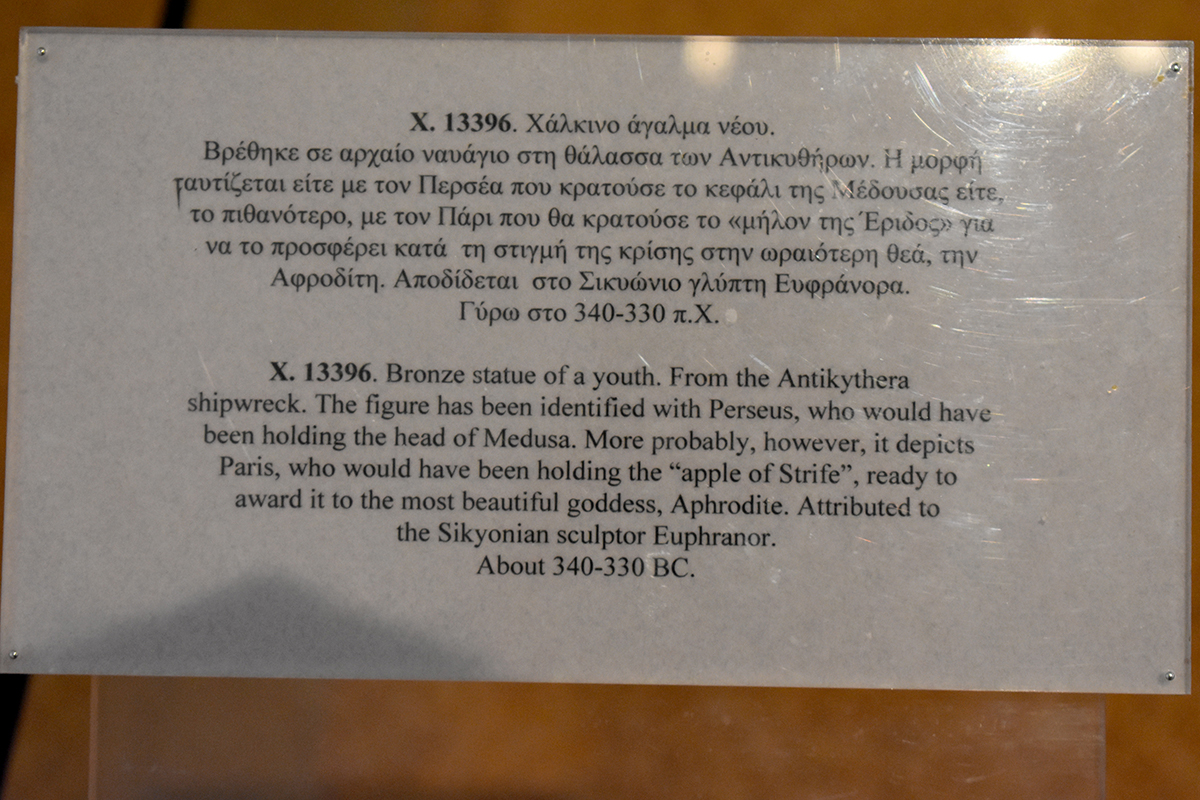 Χ. 13396. Χάλκινο άγαλμα νέου.
Βρέθηκε σε αρχαίο ναυάγιο στη θάλασσα των Αντικυθήρων. Η μορφή
ταυτίζεται είτε με τον Περσέα που κρατούσε το κεφάλι της Μέδουσας είτε,
το πιθανότερο, με τον Πάρι που θα κρατούσε το «μήλον της Έριδος» για
να το προσφέρει κατά τη στιγμή της κρίσης στην ωραιότερη θεά, την
Αφροδίτη. Αποδίδεται στο Σικυώνιο γλύπτη Ευφράνορα.
Γύρω στο 340-330 π.Χ.
X. 13396. Bronze statue of a youth. From the Antikythera
shipwreck. The figure has been identified with Perseus, who would have
been holding the head of Medusa. More probably, however, it depicts
Paris, who would have been holding the “apple of Strife”, ready to
award it to the most beautiful goddess, Aphrodite. Attributed to
the Sikyonian sculptor Euphranor.
About 340-330 BC.